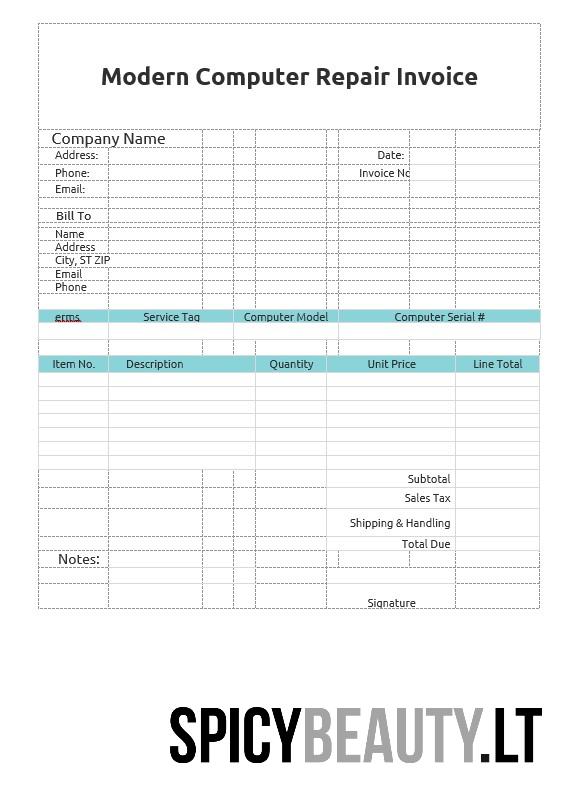 Modern Computer Repair Invoice
Company Name
Address: Date:
Phone: Invoice No
Email:
Bill To
Name
Address
City, ST ZIP
Email
Phone
erms Service Tag Computer Model Computer Serial #
Item No. Description Quantity Unit Price Line Total
Subtotal
Sales Tax
Shipping & Handling
Total Due
Notes:
Signature
SPICYBEAUTY.LT